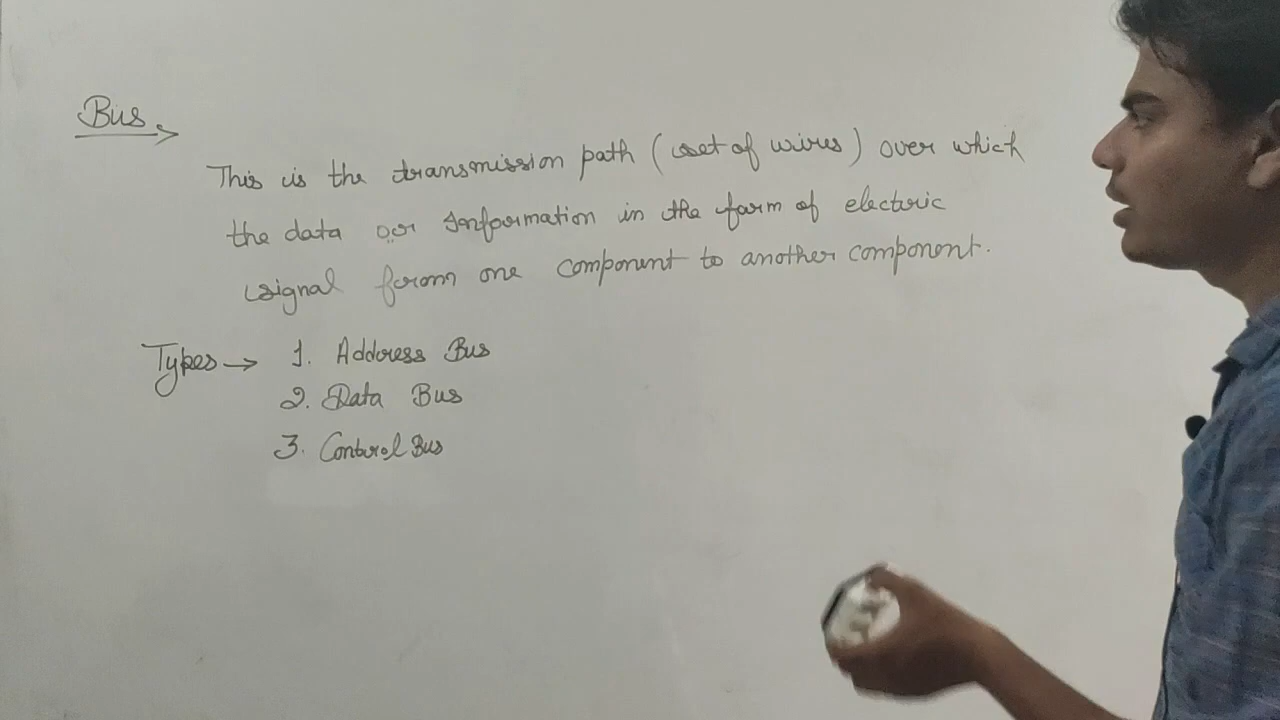 Bus →
This is the transmission path (set of wires) over which
the data or Information in the form of electric
signal from one component to another component.
Types → 1. Address Bus
2. Data Bus
3. Control Bus